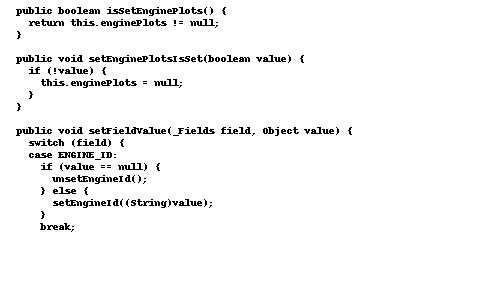 public boolean isSetEnginePlots() {
return this.enginePlots != null;
}
public void setEnginePlotsIsSet(boolean value) {
if (!value) {
this.enginePlots = null;
}
}
public void setFieldValue(_Fields field, Object value) {
switch (field) {
case ENGINE_ID:
if (value == null) {
unsetEngineId();
} else {
setEngineId((String)value);
}
break;